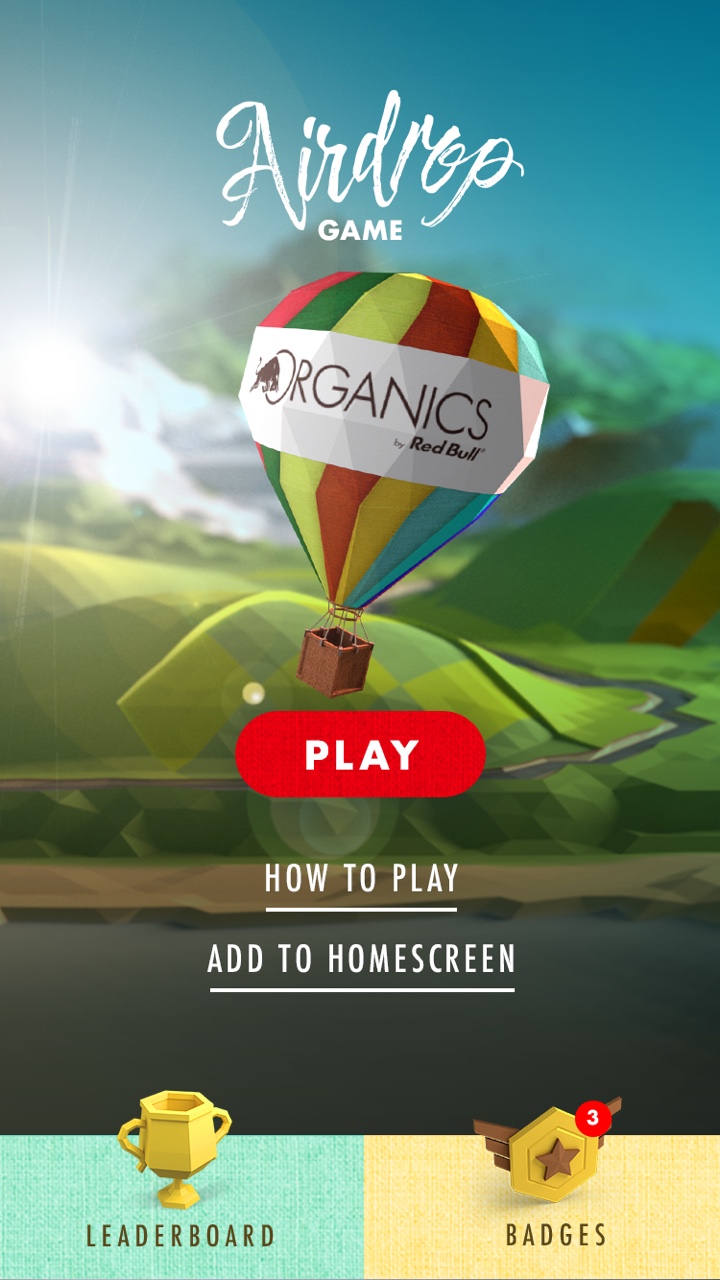 Airdrop
GAME
ORGANICS
by Red Bull®
PLAY
HOW TO PLAY
ADD TO HOMESCREEN
3
LEADERBOARD
BADGES